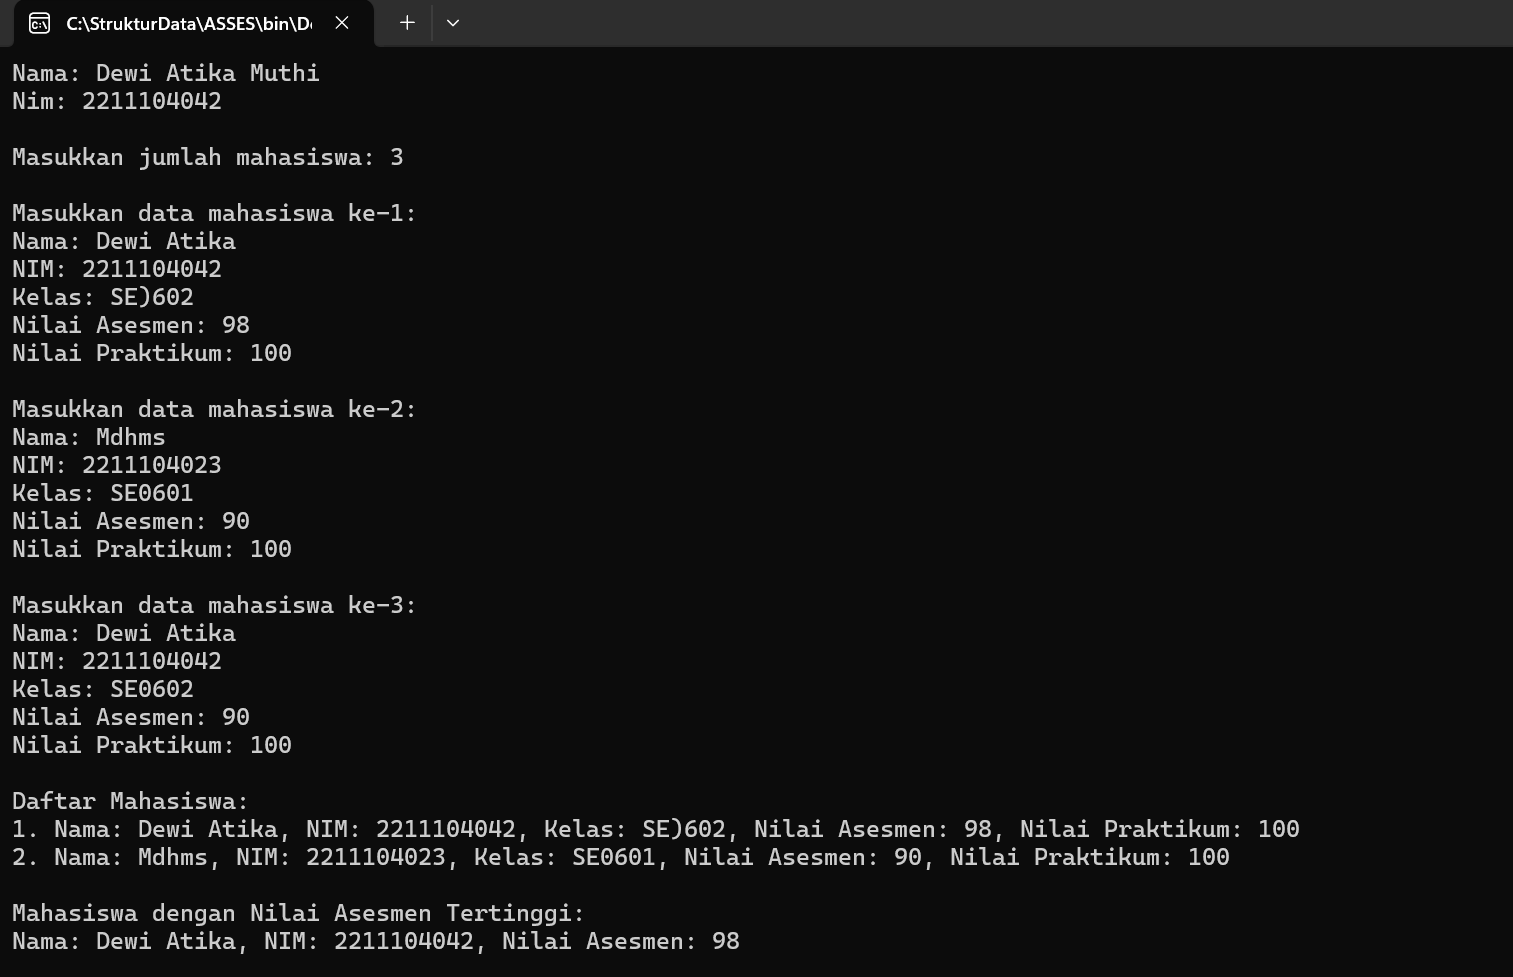 C:\StrukturData\ASSES\bin\De
Nama: Dewi Atika Muthi
Nim: 2211104042
Masukkan jumlah mahasiswa: 3
Masukkan data mahasiswa ke-1:
Nama: Dewi Atika
NIM: 2211104042
Kelas: SE)602
Nilai Asesmen: 98
Nilai Praktikum: 100
Masukkan data mahasiswa ke-2:
Nama: Mdhms
NIM: 2211104023
Kelas: SE0601
Nilai Asesmen: 90
Nilai Praktikum: 100
Masukkan data mahasiswa ke-3:
Nama: Dewi Atika
NIM: 2211104042
Kelas: SE0602
Nilai Asesmen: 90
Nilai Praktikum: 100
Daftar Mahasiswa:
1. Nama: Dewi Atika, NIM: 2211104042, Kelas: SE)602, Nilai Asesmen: 98, Nilai Praktikum: 100
2. Nama: Mdhms, NIM: 2211104023, Kelas: SE0601, Nilai Asesmen: 90, Nilai Praktikum: 100
Mahasiswa dengan Nilai Asesmen Tertinggi:
Nama: Dewi Atika, NIM: 2211104042, Nilai Asesmen: 98